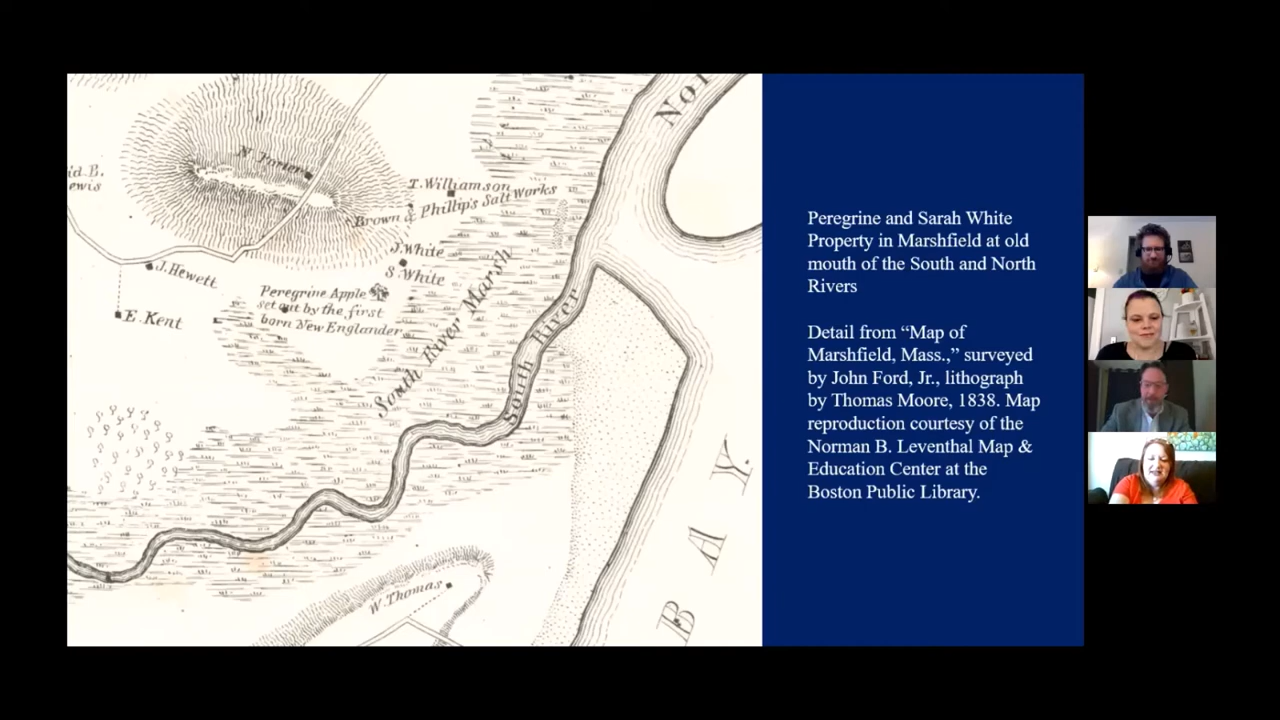 N. Porter
id B.
ewis
T. Williamson
Brown & Phillip's Salt Works
J. White
S. White
J. Hewett
E. Kent
Peregrine Apple
set out by the first
born New Englander
South River Marsh
South River
Nor
W. Thomas
BAY.
Peregrine and Sarah White
Property in Marshfield at old
mouth of the South and North
Rivers
Detail from “Map of
Marshfield, Mass.,” surveyed
by John Ford, Jr., lithograph
by Thomas Moore, 1838. Map
reproduction courtesy of the
Norman B. Leventhal Map &
Education Center at the
Boston Public Library.